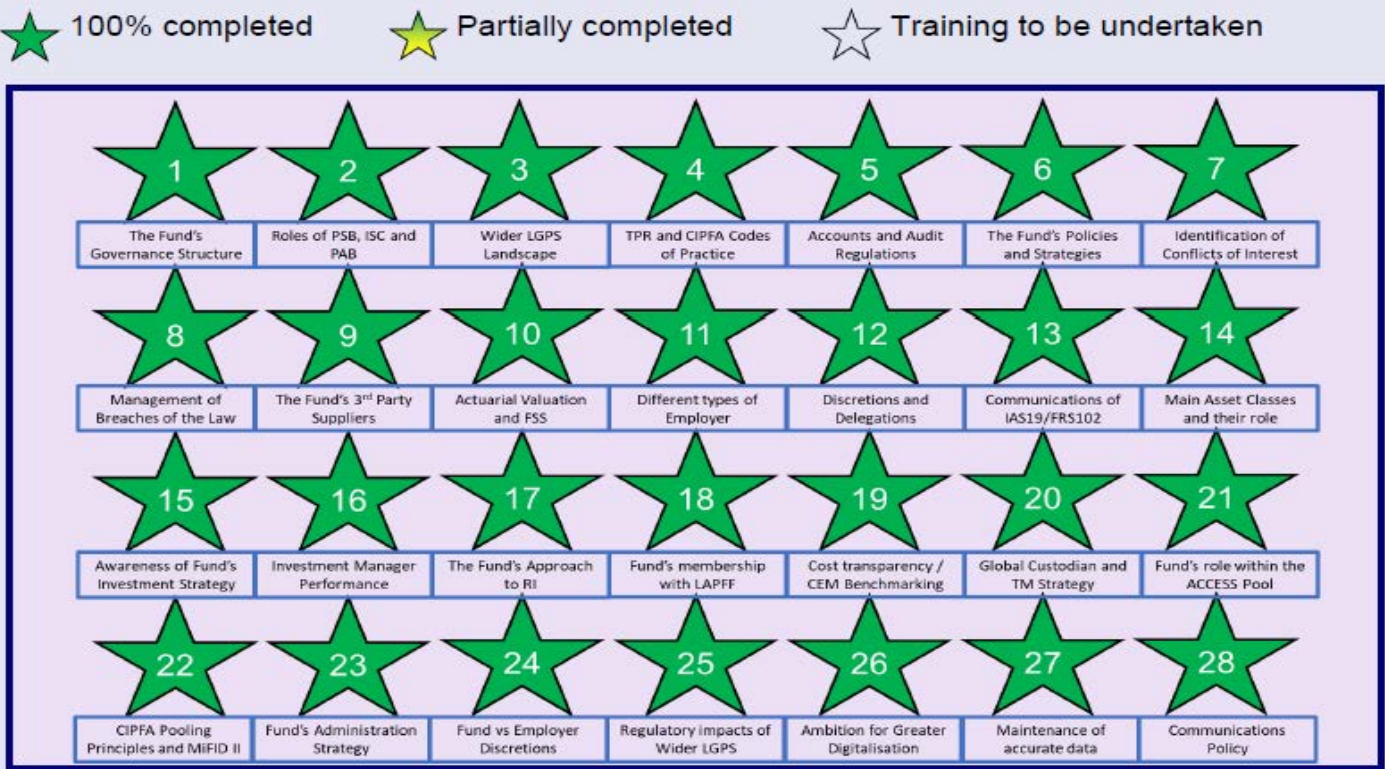 100% completed
Partially completed
Training to be undertaken
1
2
3
4
5
6
7
The Fund's
Governance Structure
Roles of PSB, ISC and
PAB
Wider LGPS
Landscape
TPR and CIPFA Codes
of Practice
Accounts and Audit
Regulations
The Fund's Policies
and Strategies
Identification of
Conflicts of Interest
8
9
10
11
12
13
14
Management of
Breaches of the Law
The Fund's 3rd Party
Suppliers
Actuarial Valuation
and FSS
Different types of
Employer
Discretions and
Delegations
Communications of
IAS19/FRS102
Main Asset Classes
and their role
15
16
17
18
19
20
21
Awareness of Fund's
Investment Strategy
Investment Manager
Performance
The Fund's Approach
to RI
Fund's membership
with LAPFF
Cost transparency /
CEM Benchmarking
Global Custodian and
TM Strategy
Fund's role within the
ACCESS Pool
22
23
24
25
26
27
28
CIPFA Pooling
Principles and MiFID II
Fund's Administration
Strategy
Fund vs Employer
Discretions
Regulatory impacts of
Wider LGPS
Ambition for Greater
Digitalisation
Maintenance of
accurate data
Communications
Policy